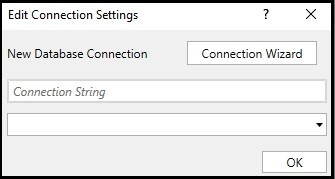 Edit Connection Settings ? ×
New Database Connection Connection Wizard
Connection String
OK